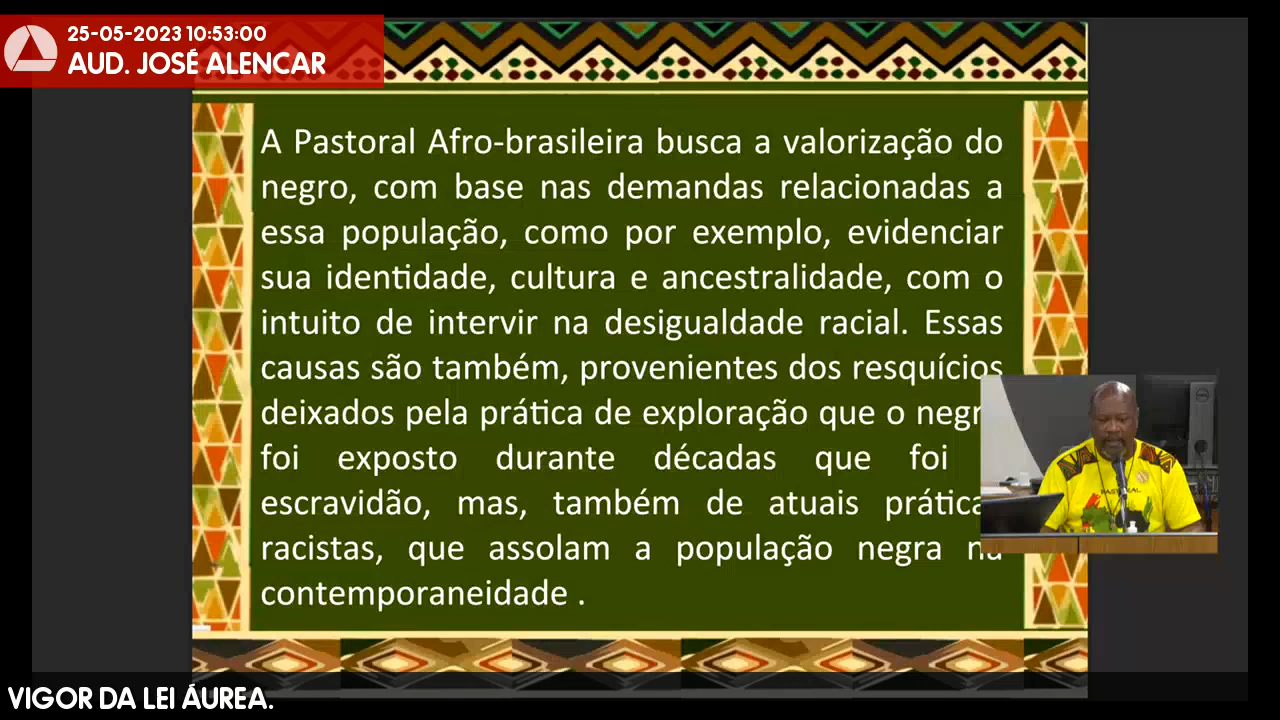 25-05-2023 10:53:00
AUD. JOSÉ ALENCAR
A Pastoral Afro-brasileira busca a valorização do
negro, com base nas demandas relacionadas a
essa população, como por exemplo, evidenciar
sua identidade, cultura e ancestralidade, com o
intuito de intervir na desigualdade racial. Essas
causas são também, provenientes dos resquícios
deixados pela prática de exploração que o
foi exposto durante décadas que foi
escravidão, mas, também de atuais
racistas, que assolam a população negra
contemporaneidade .
VIGOR DA LEI ÁUREA.